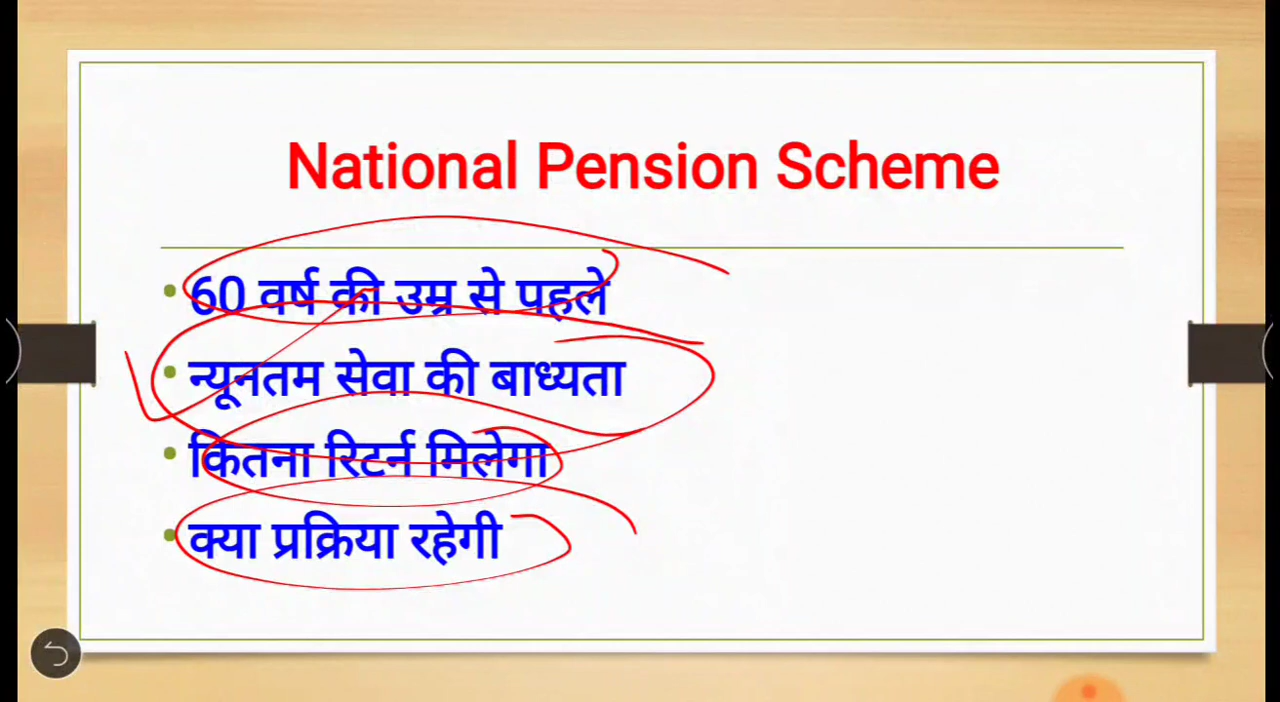 National Pension Scheme
• 60 वर्ष की उम्र से पहले
• न्यूनतम सेवा की बाध्यता
• कितना रिटर्न मिलेगा
• क्या प्रक्रिया रहेगी